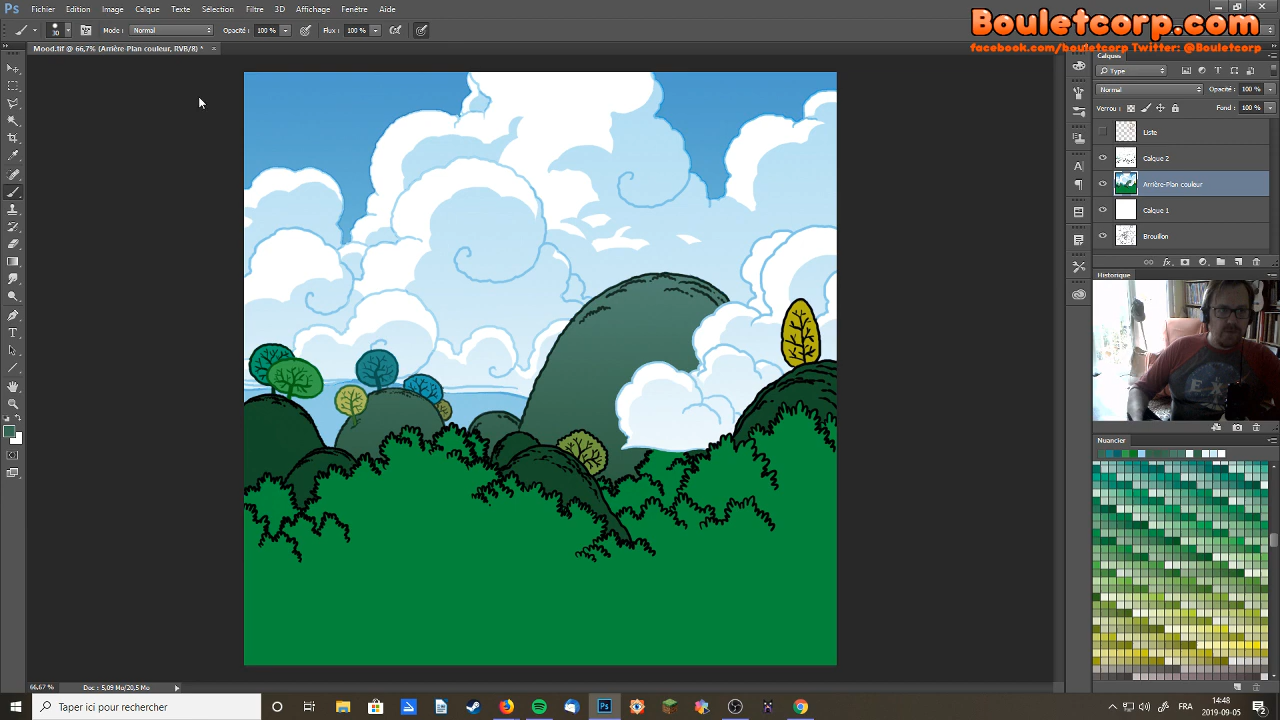 Ps Fichier Edition Image Calque Texte Sélection Filtre 3D Affichage Fenêtre Aide
30 Mode : Normal Opacité : 100 % Flux : 100 %
Bouletcorp.com
facebook.com/bouletcorp Twitter: @Bouletcorp
Mood.tif @ 66,7% (Arrière-Plan couleur, RVB/8) * ×
Calques
Type
Normal Opacité : 100 %
Verrou : Fond : 100 %
Liste
Calque 2
Arrière-Plan couleur
Calque 1
Brouillon
Historique
Nuancier
66,67 % Doc : 5,09 Mo/20,5 Mo
Taper ici pour rechercher
FRA
14:48
2019-09-05
2